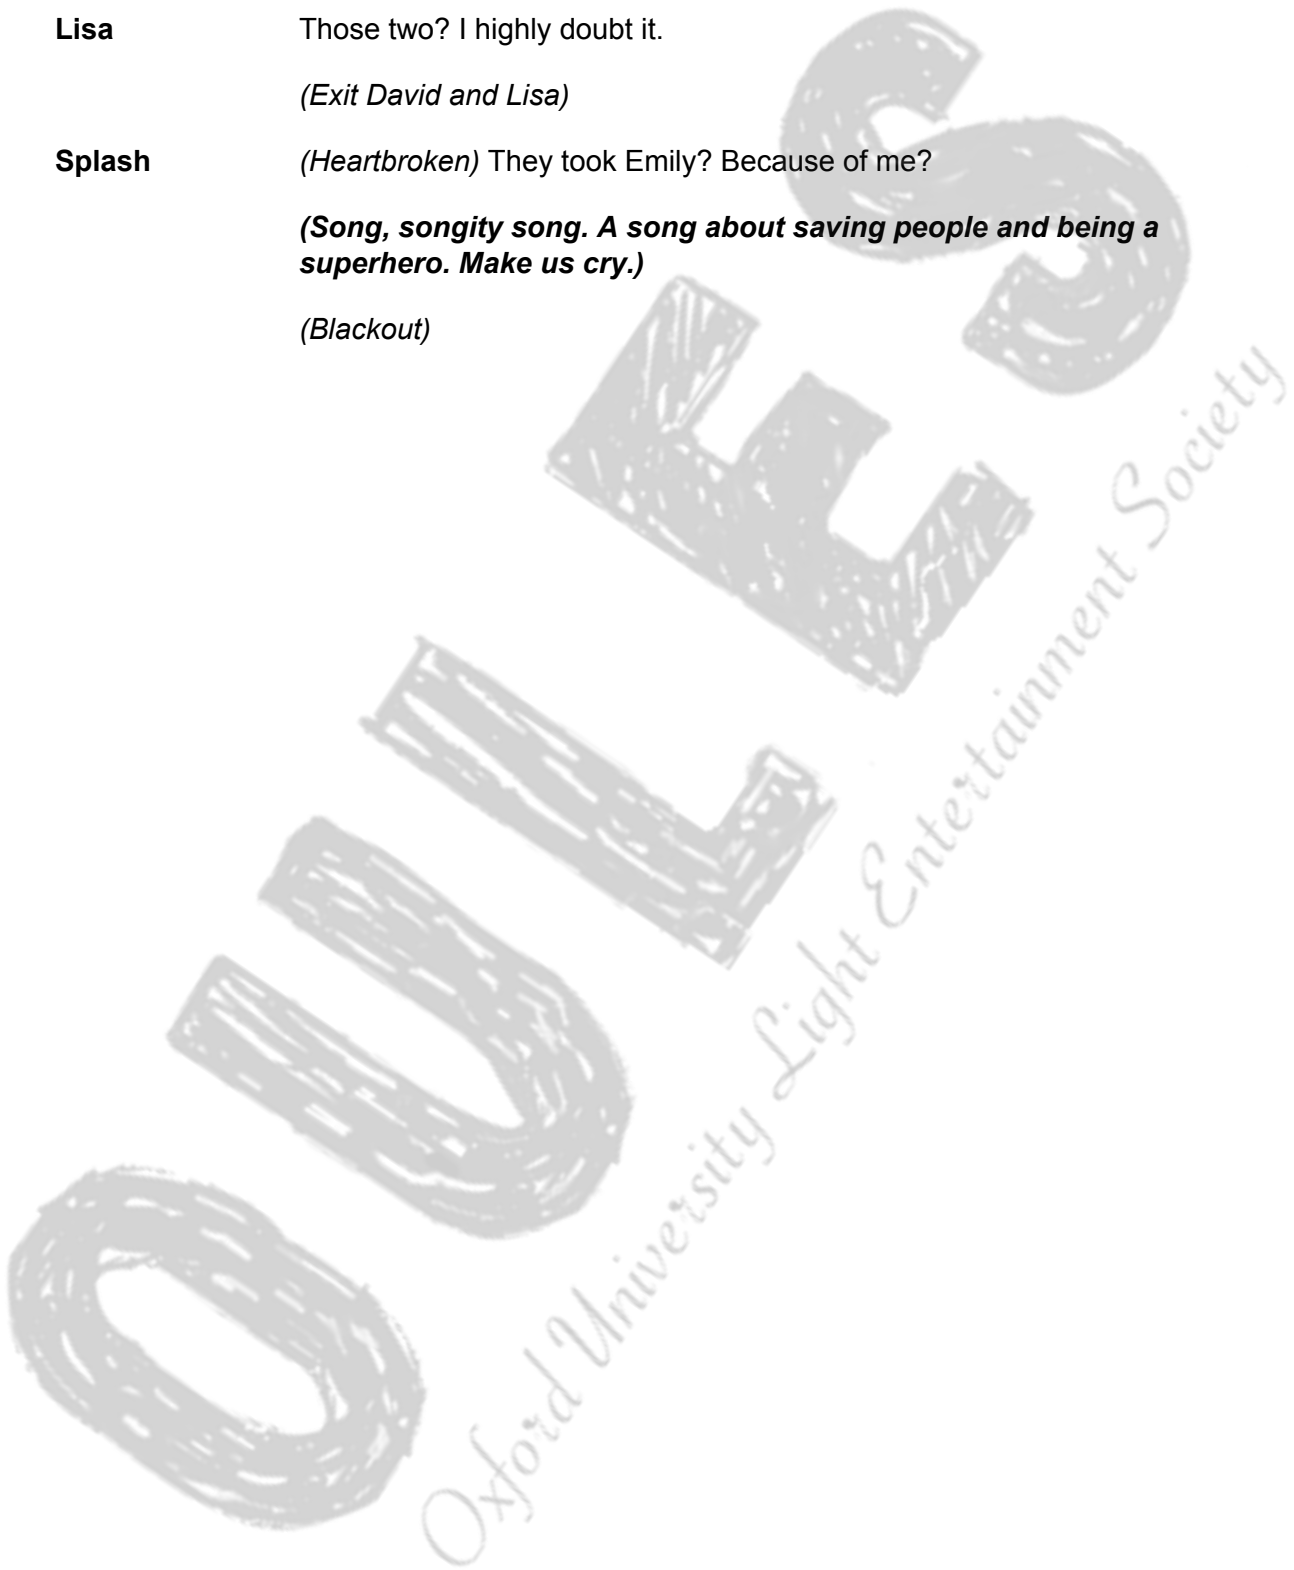 Lisa Those two? I highly doubt it.
(Exit David and Lisa)
Splash (Heartbroken) They took Emily? Because of me?
(Song, songity song. A song about saving people and being a
superhero. Make us cry.)
(Blackout)
OULES
Oxford University Light Entertainment Society